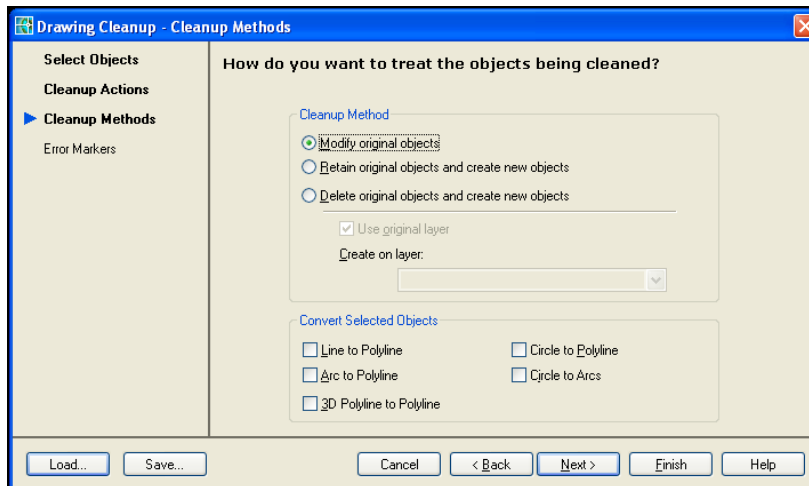 Drawing Cleanup - Cleanup Methods
Select Objects
Cleanup Actions
Cleanup Methods
Error Markers
How do you want to treat the objects being cleaned?
Cleanup Method
Modify original objects
Retain original objects and create new objects
Delete original objects and create new objects
Use original layer
Create on layer:
Convert Selected Objects
Line to Polyline
Circle to Polyline
Arc to Polyline
Circle to Arcs
3D Polyline to Polyline
Load...
Save...
Cancel
< Back
Next >
Finish
Help